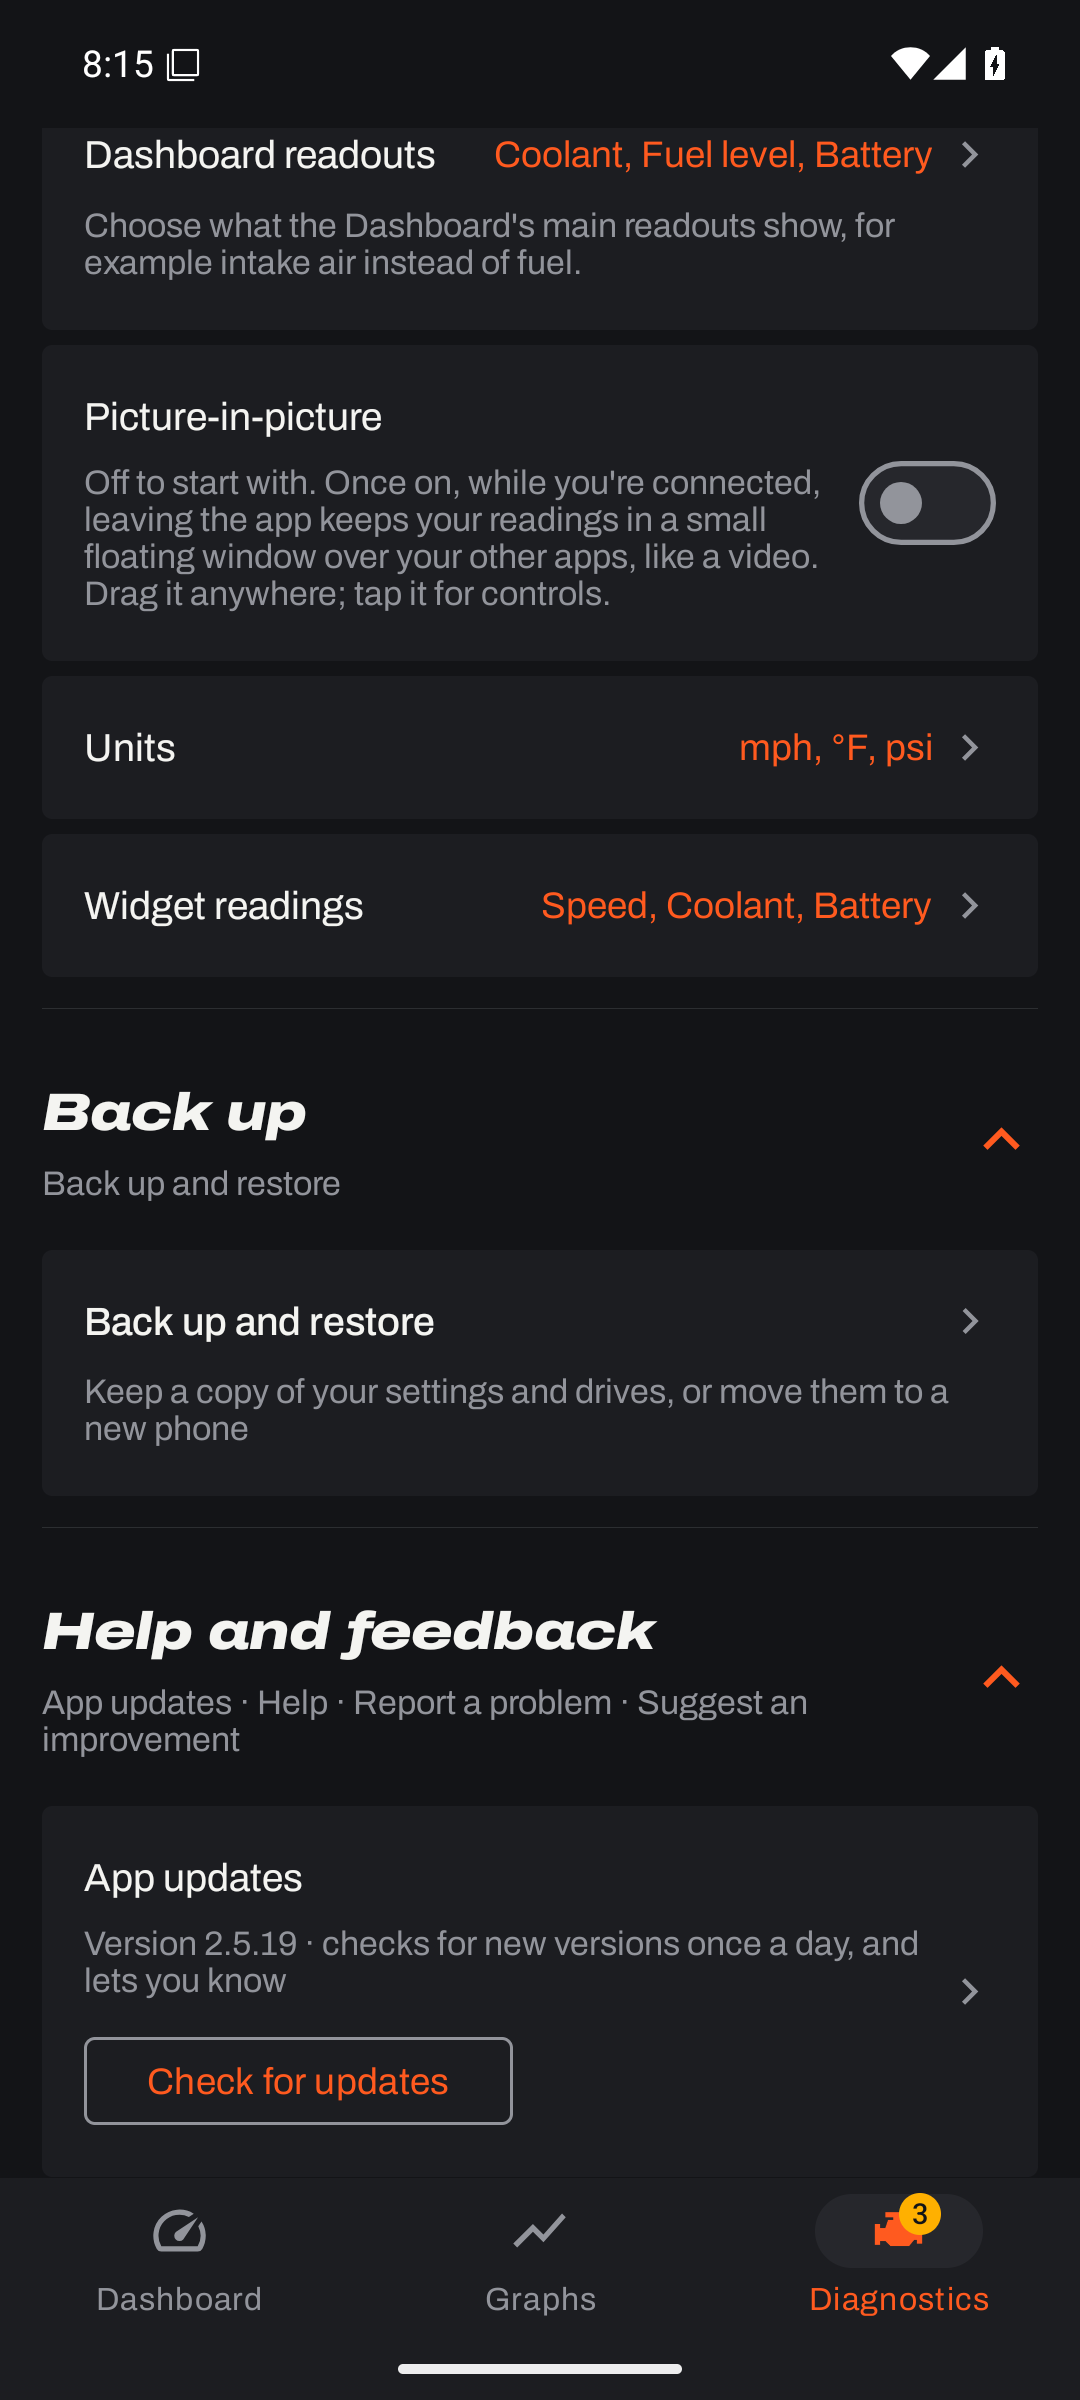 8:15
Dashboard readouts Coolant, Fuel level, Battery
Choose what the Dashboard's main readouts show, for
example intake air instead of fuel.
Picture-in-picture
Off to start with. Once on, while you're connected,
leaving the app keeps your readings in a small
floating window over your other apps, like a video.
Drag it anywhere; tap it for controls.
Units mph, °F, psi
Widget readings Speed, Coolant, Battery
Back up
Back up and restore
Back up and restore
Keep a copy of your settings and drives, or move them to a
new phone
Help and feedback
App updates · Help · Report a problem · Suggest an
improvement
App updates
Version 2.5.19 · checks for new versions once a day, and
lets you know
Check for updates
3
Dashboard Graphs Diagnostics